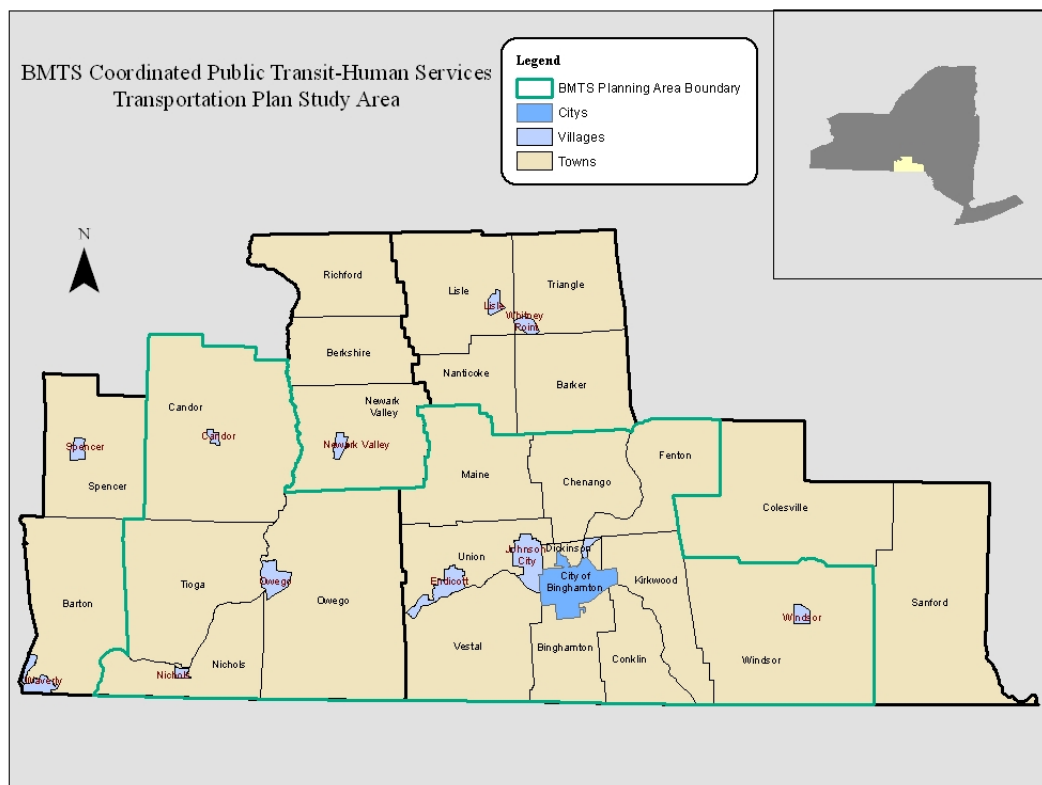 BMTS Coordinated Public Transit-Human Services
Transportation Plan Study Area
Legend
BMTS Planning Area Boundary
Citys
Villages
Towns
N
Richford
Lisle
Triangle
Lisle
Whitney
Point
Berkshire
Nanticoke
Barker
Newark
Valley
Candor
Candor
Newark Valley
Spencer
Spencer
Maine
Chenango
Fenton
Colesville
Tioga
Owego
Owego
Union
Johnson
City
Dickinson
Endicott
City of
Binghamton
Kirkwood
Barton
Sanford
Windsor
Vestal
Binghamton
Conklin
Windsor
Nichols
Nichols
Waverly